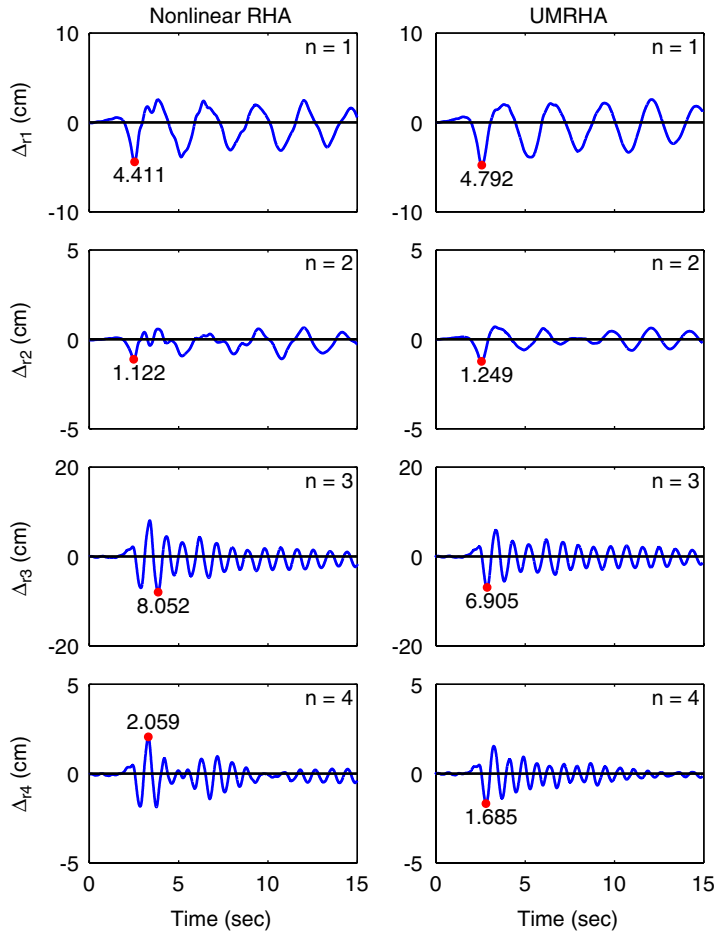 Nonlinear RHA
UMRHA
10
0
-10
Δr1 (cm)
n = 1
4.411
10
0
-10
n = 1
4.792
5
0
-5
Δr2 (cm)
n = 2
1.122
5
0
-5
n = 2
1.249
20
0
-20
Δr3 (cm)
n = 3
8.052
20
0
-20
n = 3
6.905
5
0
-5
Δr4 (cm)
n = 4
2.059
0 5 10 15
Time (sec)
5
0
-5
n = 4
1.685
0 5 10 15
Time (sec)